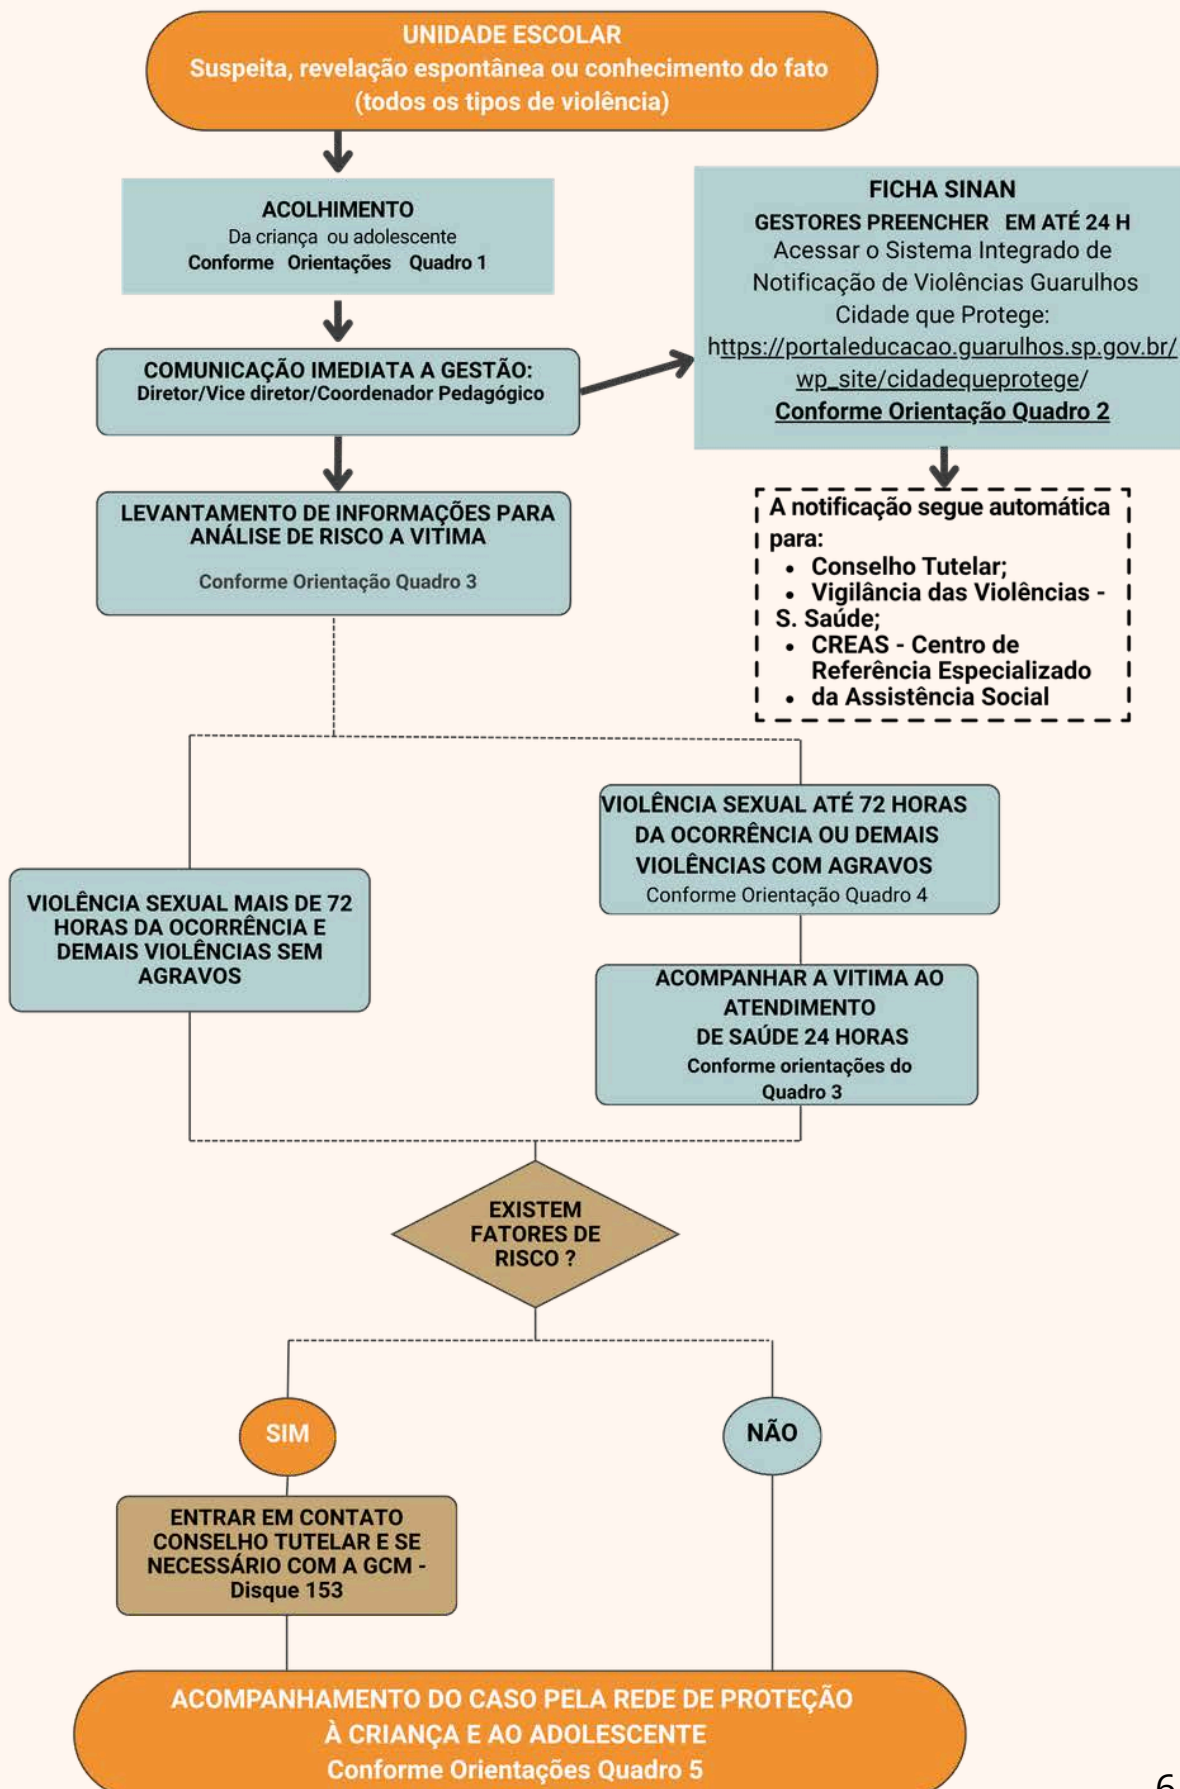 UNIDADE ESCOLAR
Suspeita, revelação espontânea ou conhecimento do fato
(todos os tipos de violência)
ACOLHIMENTO
Da criança ou adolescente
Conforme Orientações Quadro 1
COMUNICAÇÃO IMEDIATA A GESTÃO:
Diretor/Vice diretor/Coordenador Pedagógico
FICHA SINAN
GESTORES PREENCHER EM ATÉ 24 H
Acessar o Sistema Integrado de
Notificação de Violências Guarulhos
Cidade que Protege:
https://portaleducacao.guarulhos.sp.gov.br/
wp_site/cidadequeprotege/
Conforme Orientação Quadro 2
A notificação segue automática
para:
• Conselho Tutelar;
• Vigilância das Violências -
S. Saúde;
• CREAS - Centro de
Referência Especializado
• da Assistência Social
LEVANTAMENTO DE INFORMAÇÕES PARA
ANÁLISE DE RISCO A VITIMA
Conforme Orientação Quadro 3
VIOLÊNCIA SEXUAL MAIS DE 72
HORAS DA OCORRÊNCIA E
DEMAIS VIOLÊNCIAS SEM
AGRAVOS
VIOLÊNCIA SEXUAL ATÉ 72 HORAS
DA OCORRÊNCIA OU DEMAIS
VIOLÊNCIAS COM AGRAVOS
Conforme Orientação Quadro 4
ACOMPANHAR A VITIMA AO
ATENDIMENTO
DE SAÚDE 24 HORAS
Conforme orientações do
Quadro 3
EXISTEM
FATORES DE
RISCO ?
SIM
NÃO
ENTRAR EM CONTATO
CONSELHO TUTELAR E SE
NECESSÁRIO COM A GCM -
Disque 153
ACOMPANHAMENTO DO CASO PELA REDE DE PROTEÇÃO
À CRIANÇA E AO ADOLESCENTE
Conforme Orientações Quadro 5
6